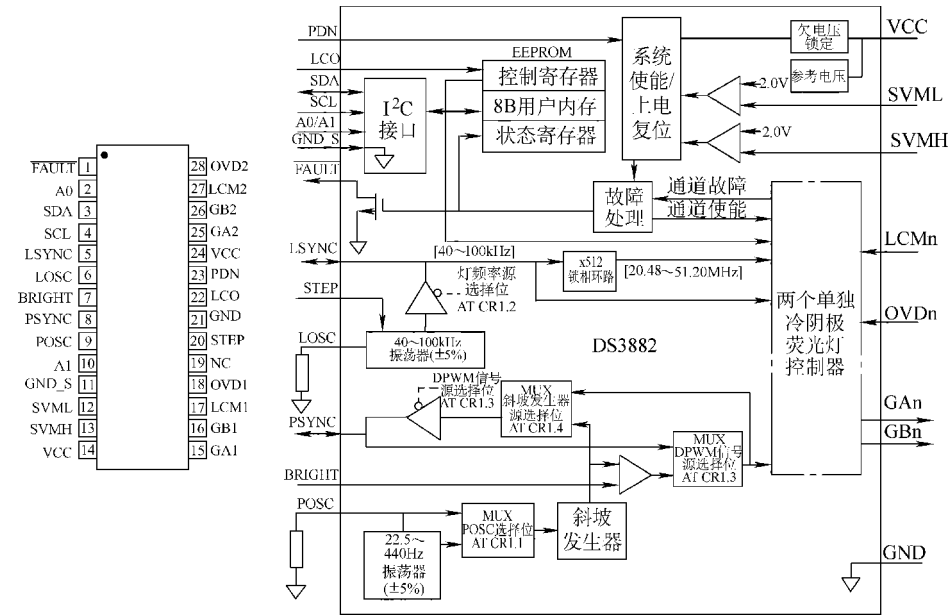 FAULT 1
A0 2
SDA 3
SCL 4
LSYNC 5
LOSC 6
BRIGHT 7
PSYNC 8
POSC 9
A1 10
GND_S 11
SVML 12
SVMH 13
VCC 14
28 OVD2
27 LCM2
26 GB2
25 GA2
24 VCC
23 PDN
22 LCO
21 GND
20 STEP
19 NC
18 OVD1
17 LCM1
16 GB1
15 GA1
PDN
LCO
SDA
SCL
A0/A1
GND_S
FAULT
LSYNC
STEP
LOSC
PSYNC
BRIGHT
POSC
I²C
接口
EEPROM
控制寄存器
8B用户内存
状态寄存器
系统
使能/
上电
复位
欠电压
锁定
参考电压
2.0V
2.0V
VCC
SVML
SVMH
故障
处理
通道故障
通道使能
[40～100kHz]
x512
锁相环路
[20.48～51.20MHz]
灯频率源
选择位
AT CR1.2
40～100kHz
振荡器(±5%)
DS3882
两个单独
冷阴极
荧光灯
控制器
LCMn
OVDn
GAn
GBn
GND
DPWM信号
源选择位
AT CR1.3
MUX
斜坡发生器
源选择位
AT CR1.4
MUX
DPWM信号
源选择位
AT CR1.3
22.5～
440Hz
振荡器
(±5%)
MUX
POSC选择位
AT CR1.1
斜坡
发生器